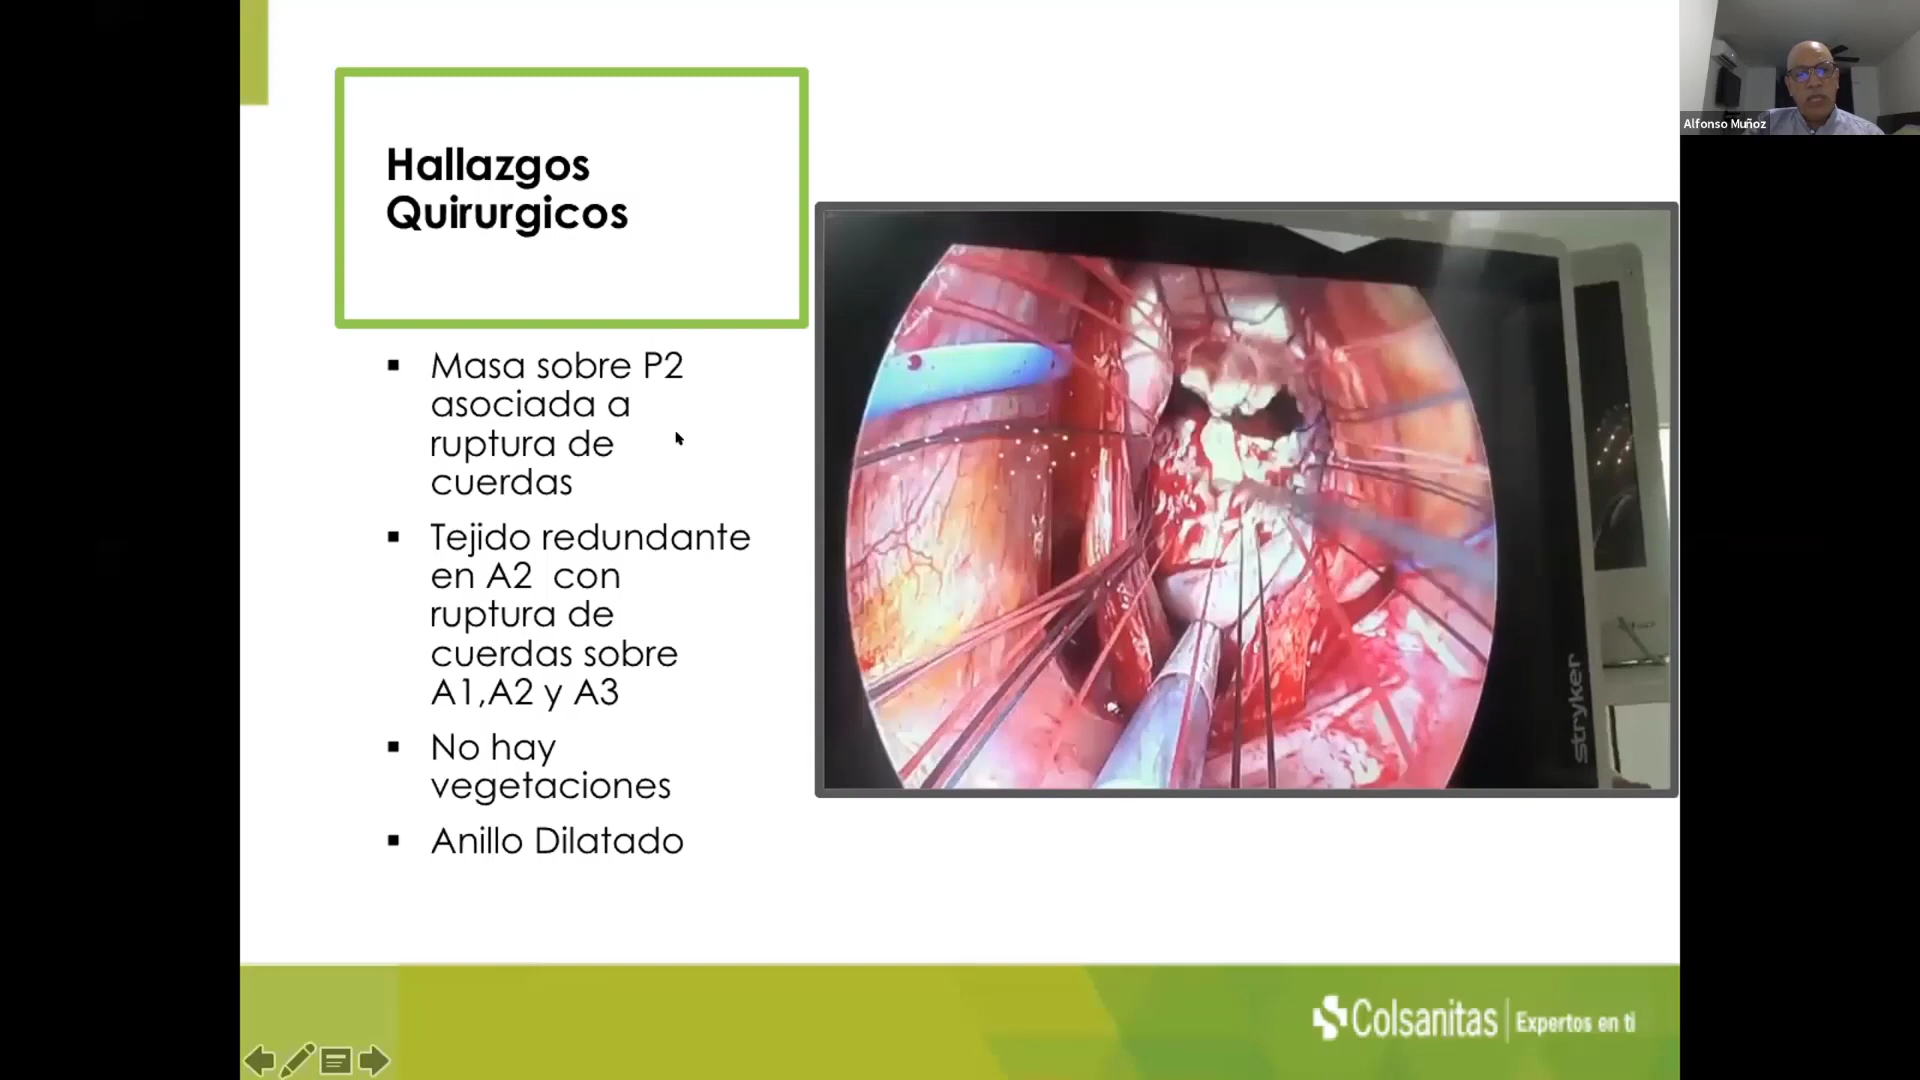 Hallazgos
Quirurgicos
▪ Masa sobre P2
asociada a
ruptura de
cuerdas
▪ Tejido redundante
en A2 con
ruptura de
cuerdas sobre
A1,A2 y A3
▪ No hay
vegetaciones
▪ Anillo Dilatado
stryker
Alfonso Muñoz
Colsanitas | Expertos en ti